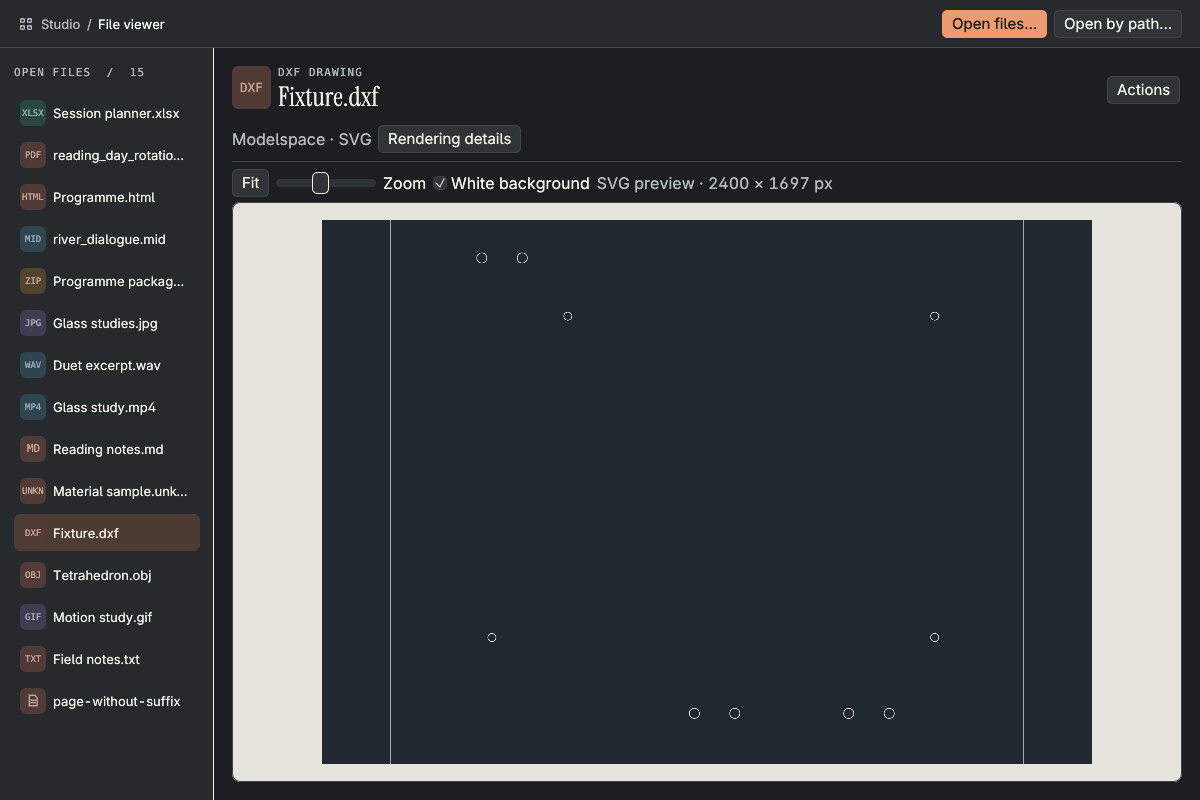 Studio / File viewer
Open files...
Open by path...
OPEN FILES / 15
XLSX Session planner.xlsx
PDF reading_day_rotatio...
HTML Programme.html
MID river_dialogue.mid
ZIP Programme packag...
JPG Glass studies.jpg
WAV Duet excerpt.wav
MP4 Glass study.mp4
MD Reading notes.md
UNKN Material sample.unk...
DXF Fixture.dxf
OBJ Tetrahedron.obj
GIF Motion study.gif
TXT Field notes.txt
page-without-suffix
DXF
DXF DRAWING
Fixture.dxf
Actions
Modelspace · SVG Rendering details
Fit Zoom White background SVG preview · 2400 × 1697 px